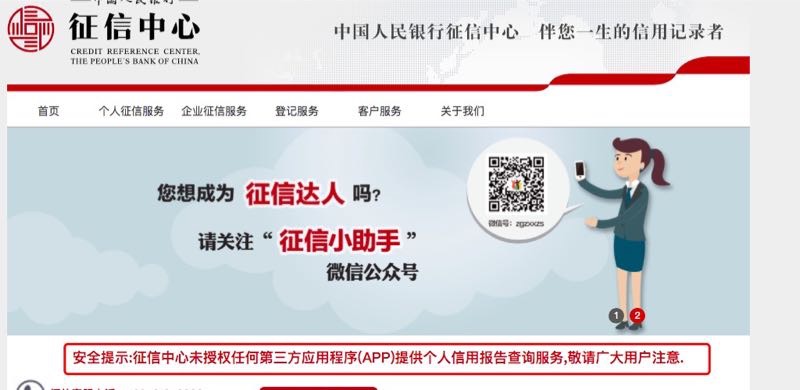 中国人民银行
征信中心
CREDIT REFERENCE CENTER,
THE PEOPLE'S BANK OF CHINA
中国人民银行征信中心 伴您一生的信用记录者
首页 个人征信服务 企业征信服务 登记服务 客户服务 关于我们
您想成为 征信达人 吗?
请关注“征信小助手”
微信公众号
微信号：zgzxxzs
1 2
安全提示:征信中心未授权任何第三方应用程序(APP)提供个人信用报告查询服务,敬请广大用户注意.